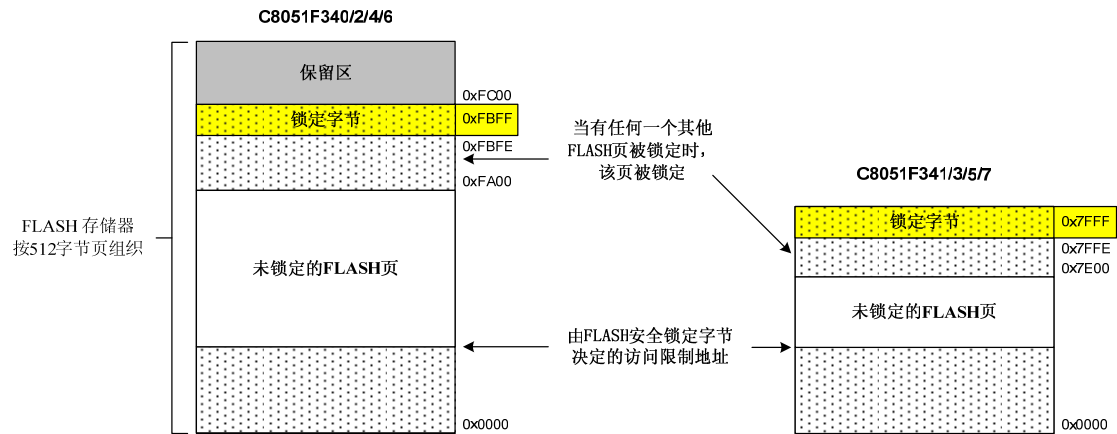 C8051F340/2/4/6
保留区
0xFC00
锁定字节
0xFBFF
0xFBFE
0xFA00
FLASH 存储器
按512字节页组织
未锁定的FLASH页
0x0000
当有任何一个其他
FLASH页被锁定时，
该页被锁定
由FLASH安全锁定字节
决定的访问限制地址
C8051F341/3/5/7
锁定字节
0x7FFF
0x7FFE
0x7E00
未锁定的FLASH页
0x0000